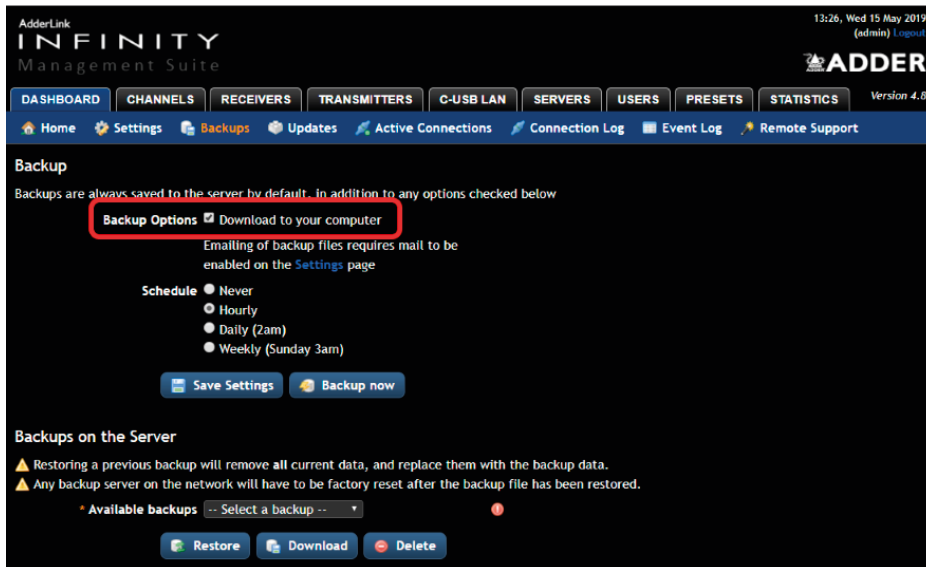 AdderLink
INFINITY
Management Suite
13:26, Wed 15 May 2019
(admin) Logout
ADDER
DASHBOARD CHANNELS RECEIVERS TRANSMITTERS C-USB LAN SERVERS USERS PRESETS STATISTICS Version 4.8
Home Settings Backups Updates Active Connections Connection Log Event Log Remote Support
Backup
Backups are always saved to the server by default, in addition to any options checked below
Backup Options Download to your computer
Emailing of backup files requires mail to be
enabled on the Settings page
Schedule Never
Hourly
Daily (2am)
Weekly (Sunday 3am)
Save Settings Backup now
Backups on the Server
Restoring a previous backup will remove all current data, and replace them with the backup data.
Any backup server on the network will have to be factory reset after the backup file has been restored.
* Available backups -- Select a backup --
Restore Download Delete